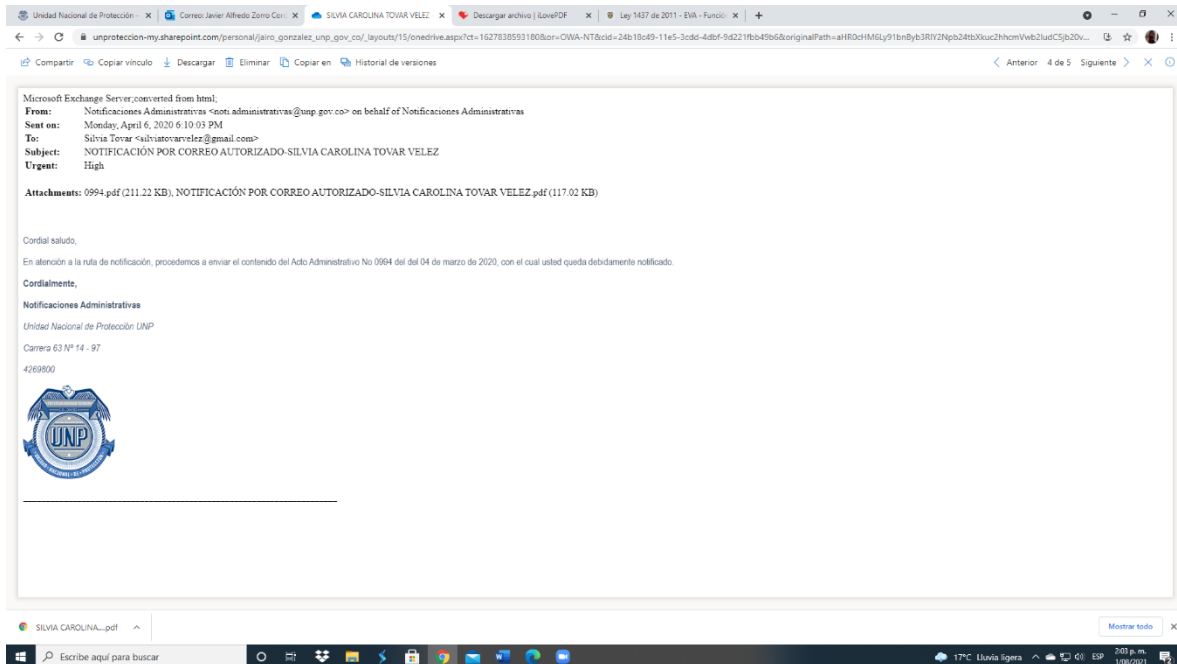 Unidad Nacional de Protección -
Correo: Javier Alfredo Zorro Corr
SILVIA CAROLINA TOVAR VELEZ
Descargar archivo | iLovePDF
Ley 1437 de 2011 - EVA - Funció
Compartir Copiar vínculo Descargar Eliminar Copiar en Historial de versiones
Anterior 4 de 5 Siguiente
Microsoft Exchange Server;converted from html;
From: Notificaciones Administrativas <noti.administrativas@unp.gov.co> on behalf of Notificaciones Administrativas
Sent on: Monday, April 6, 2020 6:10:03 PM
To: Silvia Tovar <silviatovarvelez@gmail.com>
Subject: NOTIFICACIÓN POR CORREO AUTORIZADO-SILVIA CAROLINA TOVAR VELEZ
Urgent: High
Attachments: 0994.pdf (211.22 KB), NOTIFICACIÓN POR CORREO AUTORIZADO-SILVIA CAROLINA TOVAR VELEZ.pdf (117.02 KB)
Cordial saludo,
En atención a la ruta de notificación, procedemos a enviar el contenido del Acto Administrativo No 0994 del del 04 de marzo de 2020, con el cual usted queda debidamente notificado.
Cordialmente,
Notificaciones Administrativas
Unidad Nacional de Protección UNP
Carrera 63 Nº 14 - 97
4269800
UNP
SILVIA CAROLINA....pdf
Mostrar todo
Escribe aquí para buscar
17°C Lluvia ligera
ESP
2:03 p. m.
1/08/2021